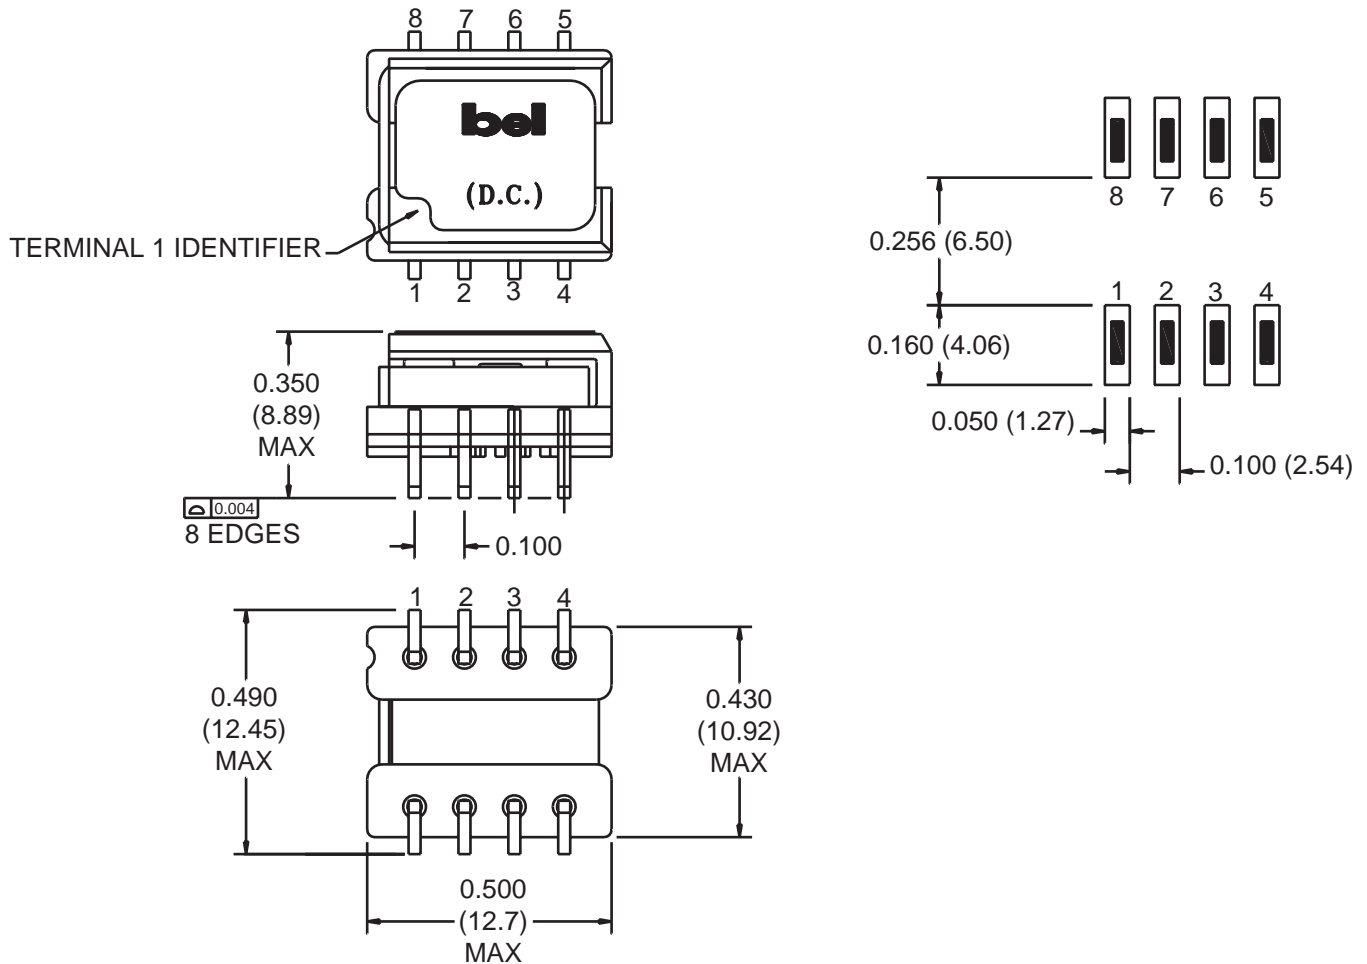 8 7 6 5
bel
(D.C.)
TERMINAL 1 IDENTIFIER
1 2 3 4
0.350
(8.89)
MAX
0.004
8 EDGES
0.100
1 2 3 4
0.490
(12.45)
MAX
0.430
(10.92)
MAX
0.500
(12.7)
MAX
8 7 6 5
0.256 (6.50)
1 2 3 4
0.160 (4.06)
0.050 (1.27)
0.100 (2.54)